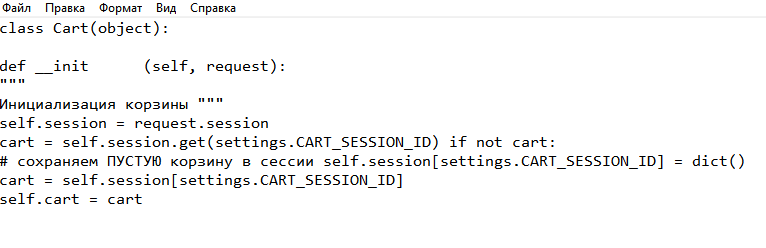 Файл Правка Формат Вид Справка
class Cart(object):
def __init (self, request):
"""
Инициализация корзины """
self.session = request.session
cart = self.session.get(settings.CART_SESSION_ID) if not cart:
# сохраняем ПУСТУЮ корзину в сессии self.session[settings.CART_SESSION_ID] = dict()
cart = self.session[settings.CART_SESSION_ID]
self.cart = cart